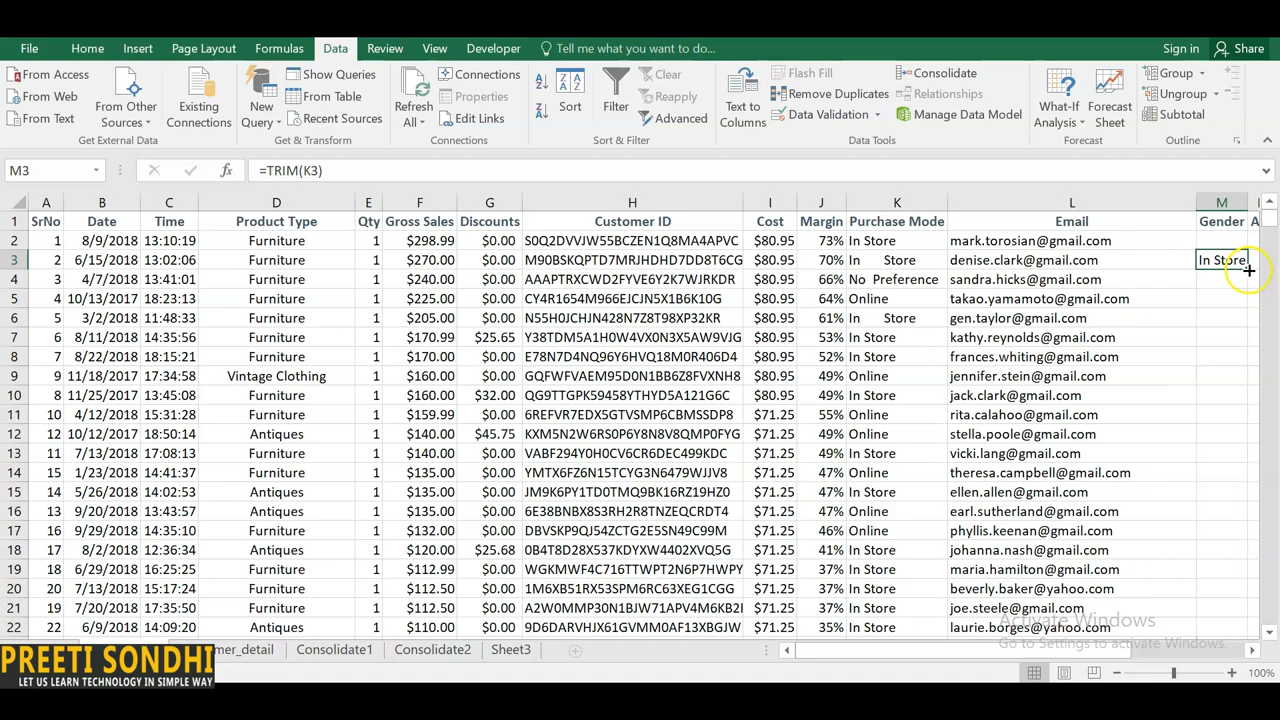 File Home Insert Page Layout Formulas Data Review View Developer Tell me what you want to do... Sign in Share
From Access From Web From Text From Other Sources Existing Connections New Query Show Queries From Table Recent Sources Refresh All Connections Properties Edit Links Sort Filter Clear Reapply Advanced Text to Columns Flash Fill Remove Duplicates Data Validation Consolidate Relationships Manage Data Model What-If Analysis Forecast Sheet Group Ungroup Subtotal
Get External Data Get & Transform Connections Sort & Filter Data Tools Forecast Outline
M3 fx =TRIM(K3)
A B C D E F G H I J K L M
1 SrNo Date Time Product Type Qty Gross Sales Discounts Customer ID Cost Margin Purchase Mode Email Gender A
2 1 8/9/2018 13:10:19 Furniture 1 $298.99 $0.00 S0Q2DVVJW55BCZEN1Q8MA4APVC $80.95 73% In Store mark.torosian@gmail.com
3 2 6/15/2018 13:02:06 Furniture 1 $270.00 $0.00 M90BSKQPTD7MRJHDHD7DD8T6CG $80.95 70% In Store denise.clark@gmail.com In Store
4 3 4/7/2018 13:41:01 Furniture 1 $240.00 $0.00 AAAPTRXCWD2FYVE6Y2K7WJRKDR $80.95 66% No Preference sandra.hicks@gmail.com
5 4 10/13/2017 18:23:13 Furniture 1 $225.00 $0.00 CY4R1654M966EJCJN5X1B6K10G $80.95 64% Online takao.yamamoto@gmail.com
6 5 3/2/2018 11:48:33 Furniture 1 $205.00 $0.00 N55H0JCHJN428N7Z7T98XP32KR $80.95 61% In Store gen.taylor@gmail.com
7 6 8/11/2018 14:35:56 Furniture 1 $170.99 $25.65 Y38TDM5A1H0W4VX0N3X5AW9VJG $80.95 53% In Store kathy.reynolds@gmail.com
8 7 8/22/2018 18:15:21 Furniture 1 $170.00 $0.00 E78N7D4NQ96Y6HVQ18M0R406D4 $80.95 52% In Store frances.whiting@gmail.com
9 9 11/18/2017 17:34:58 Vintage Clothing 1 $160.00 $0.00 GQFWFVAEM95D0N1BB6Z8FVXNH8 $80.95 49% Online jennifer.stein@gmail.com
10 8 11/25/2017 13:45:08 Furniture 1 $160.00 $32.00 QG9TTGPK59458YTHYD5A121G6C $80.95 49% In Store jack.clark@gmail.com
11 10 4/12/2018 15:31:28 Furniture 1 $159.99 $0.00 6REFVR7EDX5GTVSMP6CBMSSDMP $71.25 55% Online rita.calahoo@gmail.com
12 12 10/12/2017 18:50:14 Antiques 1 $140.00 $45.75 KXM5N2W6RS0P6Y8N8V8QMP0FYG $71.25 49% Online stella.poole@gmail.com
13 11 7/13/2018 17:08:13 Furniture 1 $140.00 $0.00 VABF294Y0H0CV6CR6DEC499KDC $71.25 49% In Store vicki.lang@gmail.com
14 15 1/23/2018 14:41:37 Furniture 1 $135.00 $0.00 YMTX6FZ6N15TCYG3N6479WJJV8 $71.25 47% Online theresa.campbell@gmail.com
15 14 5/26/2018 14:02:53 Antiques 1 $135.00 $0.00 JM9K6PY1TD0TMQ9BK16RZ19HZ0 $71.25 47% In Store ellen.allen@gmail.com
16 13 9/20/2018 13:43:57 Antiques 1 $135.00 $0.00 6E38BNBX8S3RH2R8TNZEQCRDT4 $71.25 47% Online earl.sutherland@gmail.com
17 16 9/29/2018 14:35:10 Furniture 1 $132.00 $0.00 DBVSKP9QJ54ZCTG2E5SN49C99M $71.25 46% Online phyllis.keenan@gmail.com
18 17 8/2/2018 12:36:34 Antiques 1 $120.00 $25.68 0B4T8D28X537KDYXW4402XVQ5G $71.25 41% In Store johanna.nash@gmail.com
19 18 6/29/2018 16:25:25 Furniture 1 $112.99 $0.00 WGKMWF4C716TTWPT2N6P7HWPY $71.25 37% In Store maria.hamilton@gmail.com
20 20 7/13/2018 15:17:24 Furniture 1 $112.50 $0.00 1M6XB51RX53SPM6RC63XEG1CGG $71.25 37% In Store beverly.baker@yahoo.com
21 19 7/20/2018 17:35:50 Furniture 1 $112.50 $0.00 A2W0MMP30N1BJW71APV4M6KB2 $71.25 37% In Store joe.steele@gmail.com
22 22 6/9/2018 14:09:20 Antiques 1 $110.00 $0.00 9D6DARVHJX61GVMM0AF13XBGJW $71.25 35% In Store laurie.borges@yahoo.com
Activate Windows
Go to Settings to activate Windows.
mer_detail Consolidate1 Consolidate2 Sheet3
PREETI SONDHI
LET US LEARN TECHNOLOGY IN SIMPLE WAY
100%